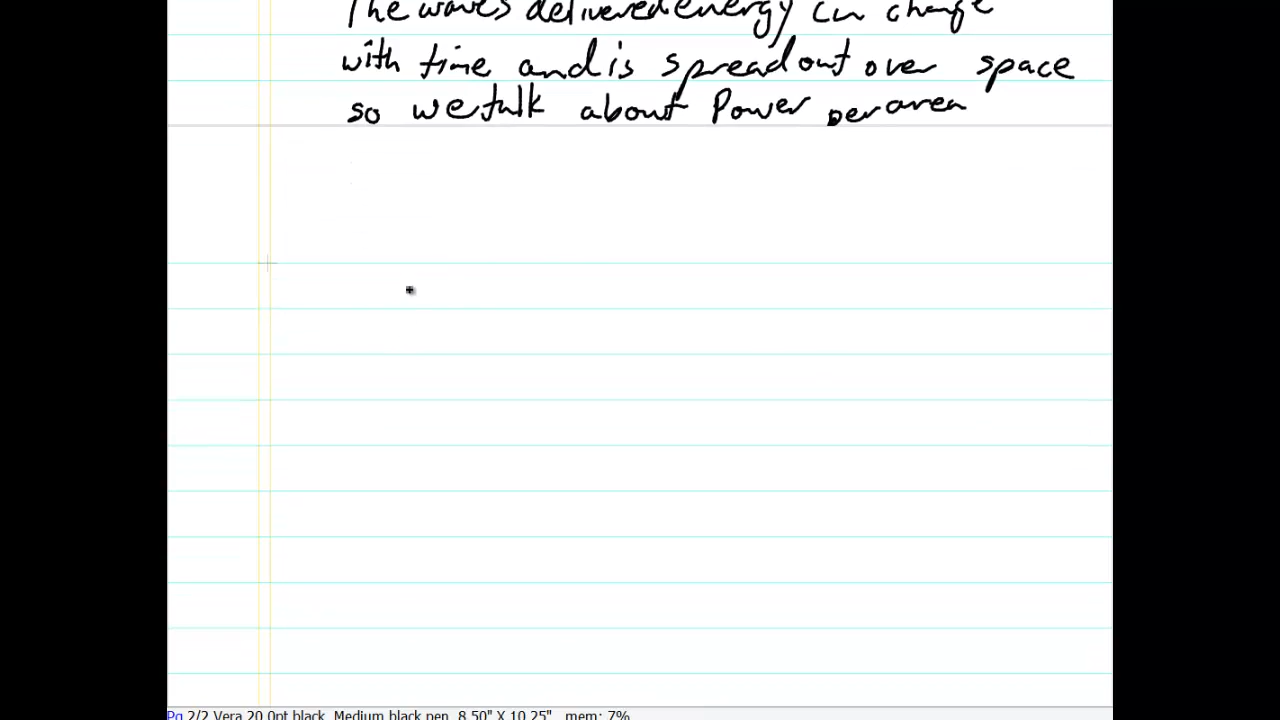 The waves delivered energy can change
with time and is spread out over space
so we talk about Power per area
Pg 2/2 Vera 20.0pt black, Medium black pen, 8.50" X 10.25" mem: 7%